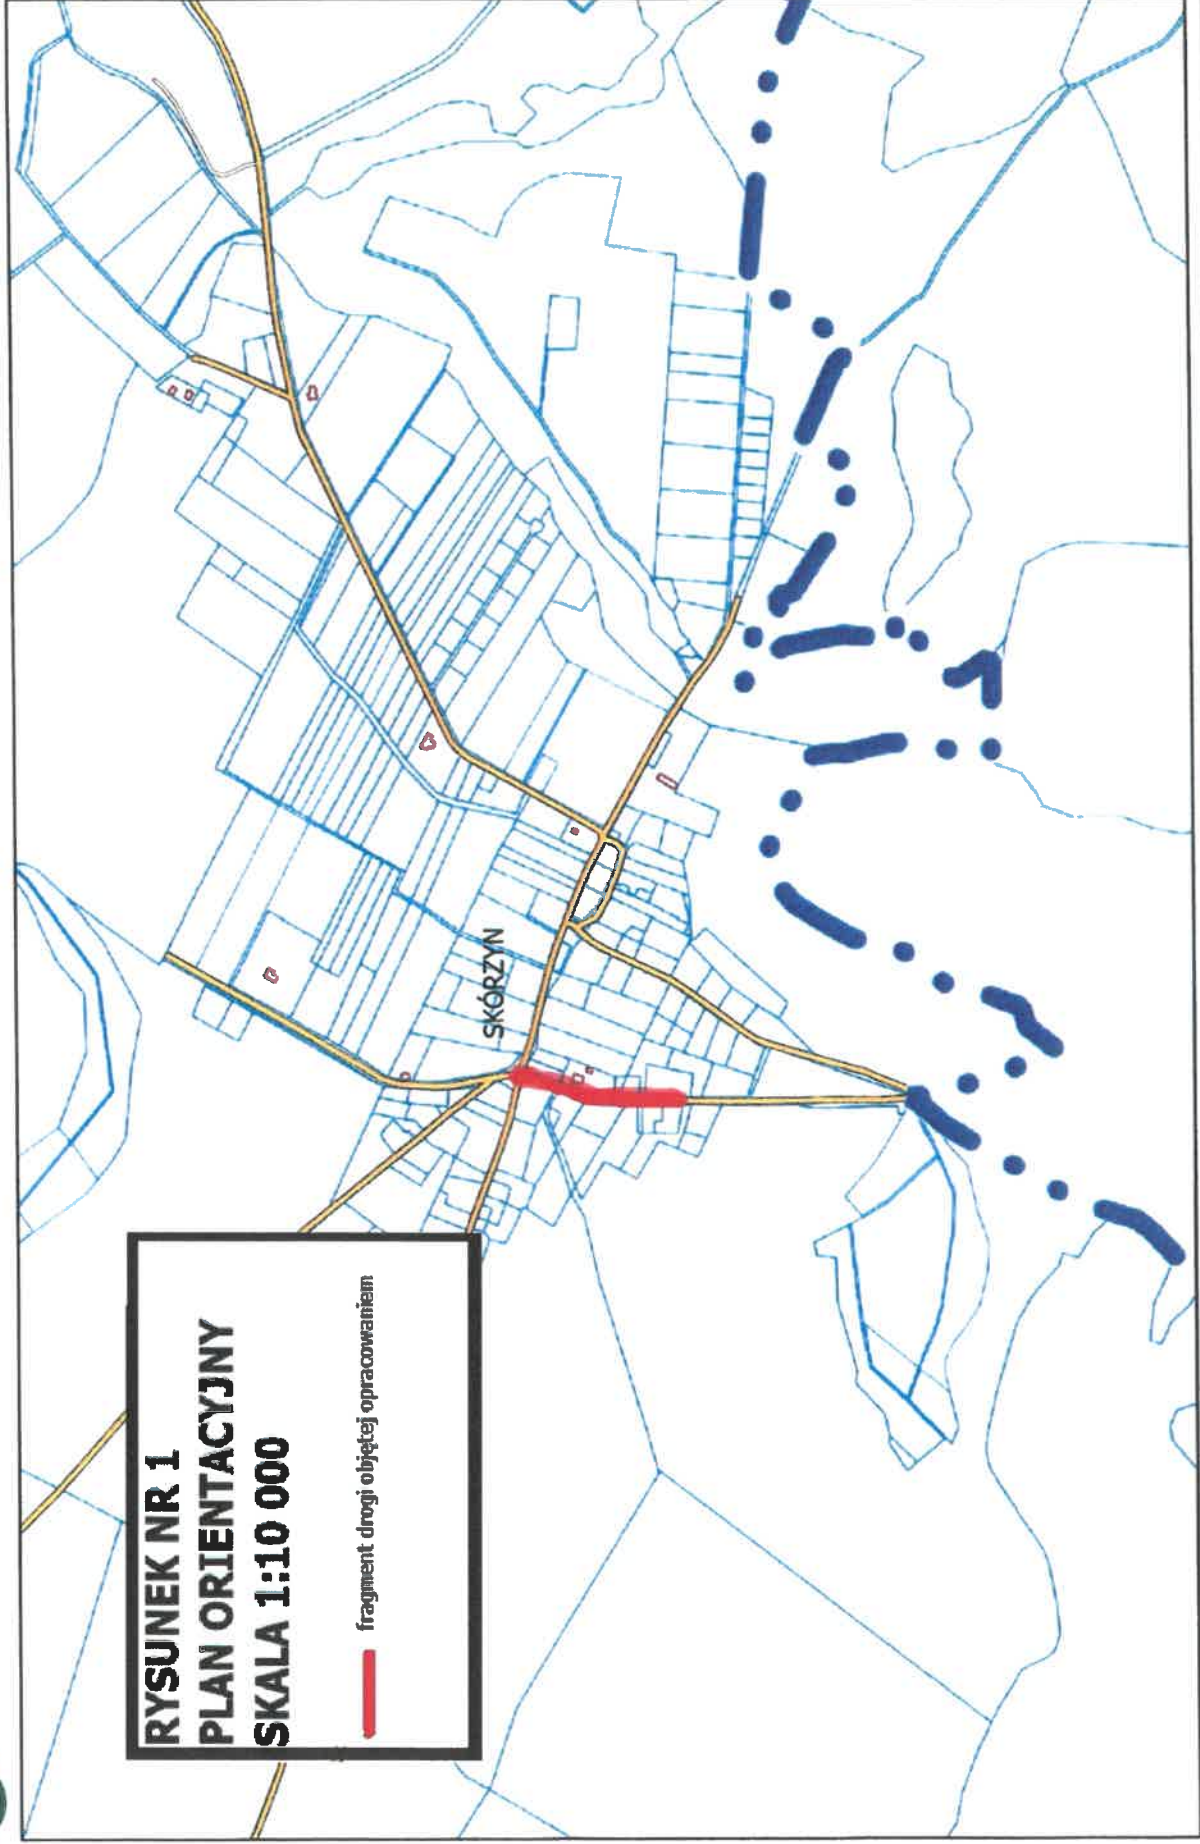 RYSUNEK NR 1
PLAN ORIENTACYJNY
SKALA 1:10 000
fragment drogi objętej opracowaniem
SKÓRZYN